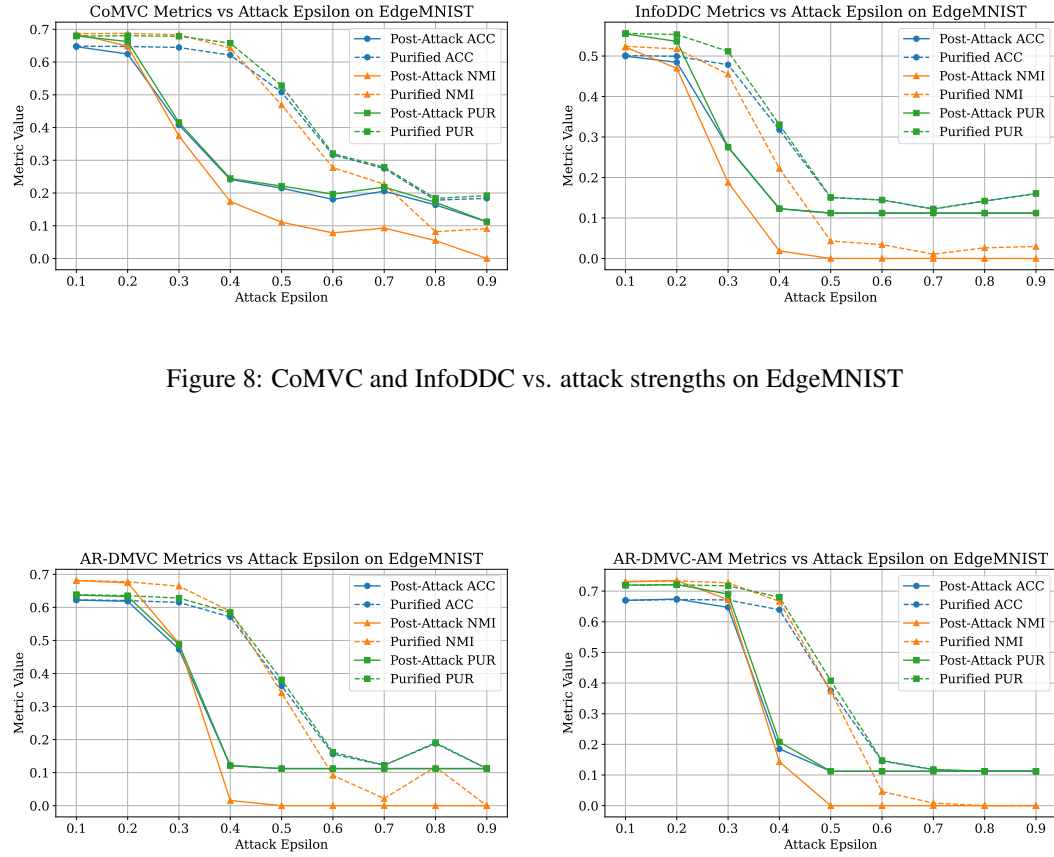 CoMVC Metrics vs Attack Epsilon on EdgeMNIST
Metric Value
0.7
0.6
0.5
0.4
0.3
0.2
0.1
0.0
Post-Attack ACC
Purified ACC
Post-Attack NMI
Purified NMI
Post-Attack PUR
Purified PUR
0.1 0.2 0.3 0.4 0.5 0.6 0.7 0.8 0.9
Attack Epsilon
InfoDDC Metrics vs Attack Epsilon on EdgeMNIST
Metric Value
0.5
0.4
0.3
0.2
0.1
0.0
Post-Attack ACC
Purified ACC
Post-Attack NMI
Purified NMI
Post-Attack PUR
Purified PUR
0.1 0.2 0.3 0.4 0.5 0.6 0.7 0.8 0.9
Attack Epsilon
Figure 8: CoMVC and InfoDDC vs. attack strengths on EdgeMNIST
AR-DMVC Metrics vs Attack Epsilon on EdgeMNIST
Metric Value
0.7
0.6
0.5
0.4
0.3
0.2
0.1
0.0
Post-Attack ACC
Purified ACC
Post-Attack NMI
Purified NMI
Post-Attack PUR
Purified PUR
0.1 0.2 0.3 0.4 0.5 0.6 0.7 0.8 0.9
Attack Epsilon
AR-DMVC-AM Metrics vs Attack Epsilon on EdgeMNIST
Metric Value
0.7
0.6
0.5
0.4
0.3
0.2
0.1
0.0
Post-Attack ACC
Purified ACC
Post-Attack NMI
Purified NMI
Post-Attack PUR
Purified PUR
0.1 0.2 0.3 0.4 0.5 0.6 0.7 0.8 0.9
Attack Epsilon